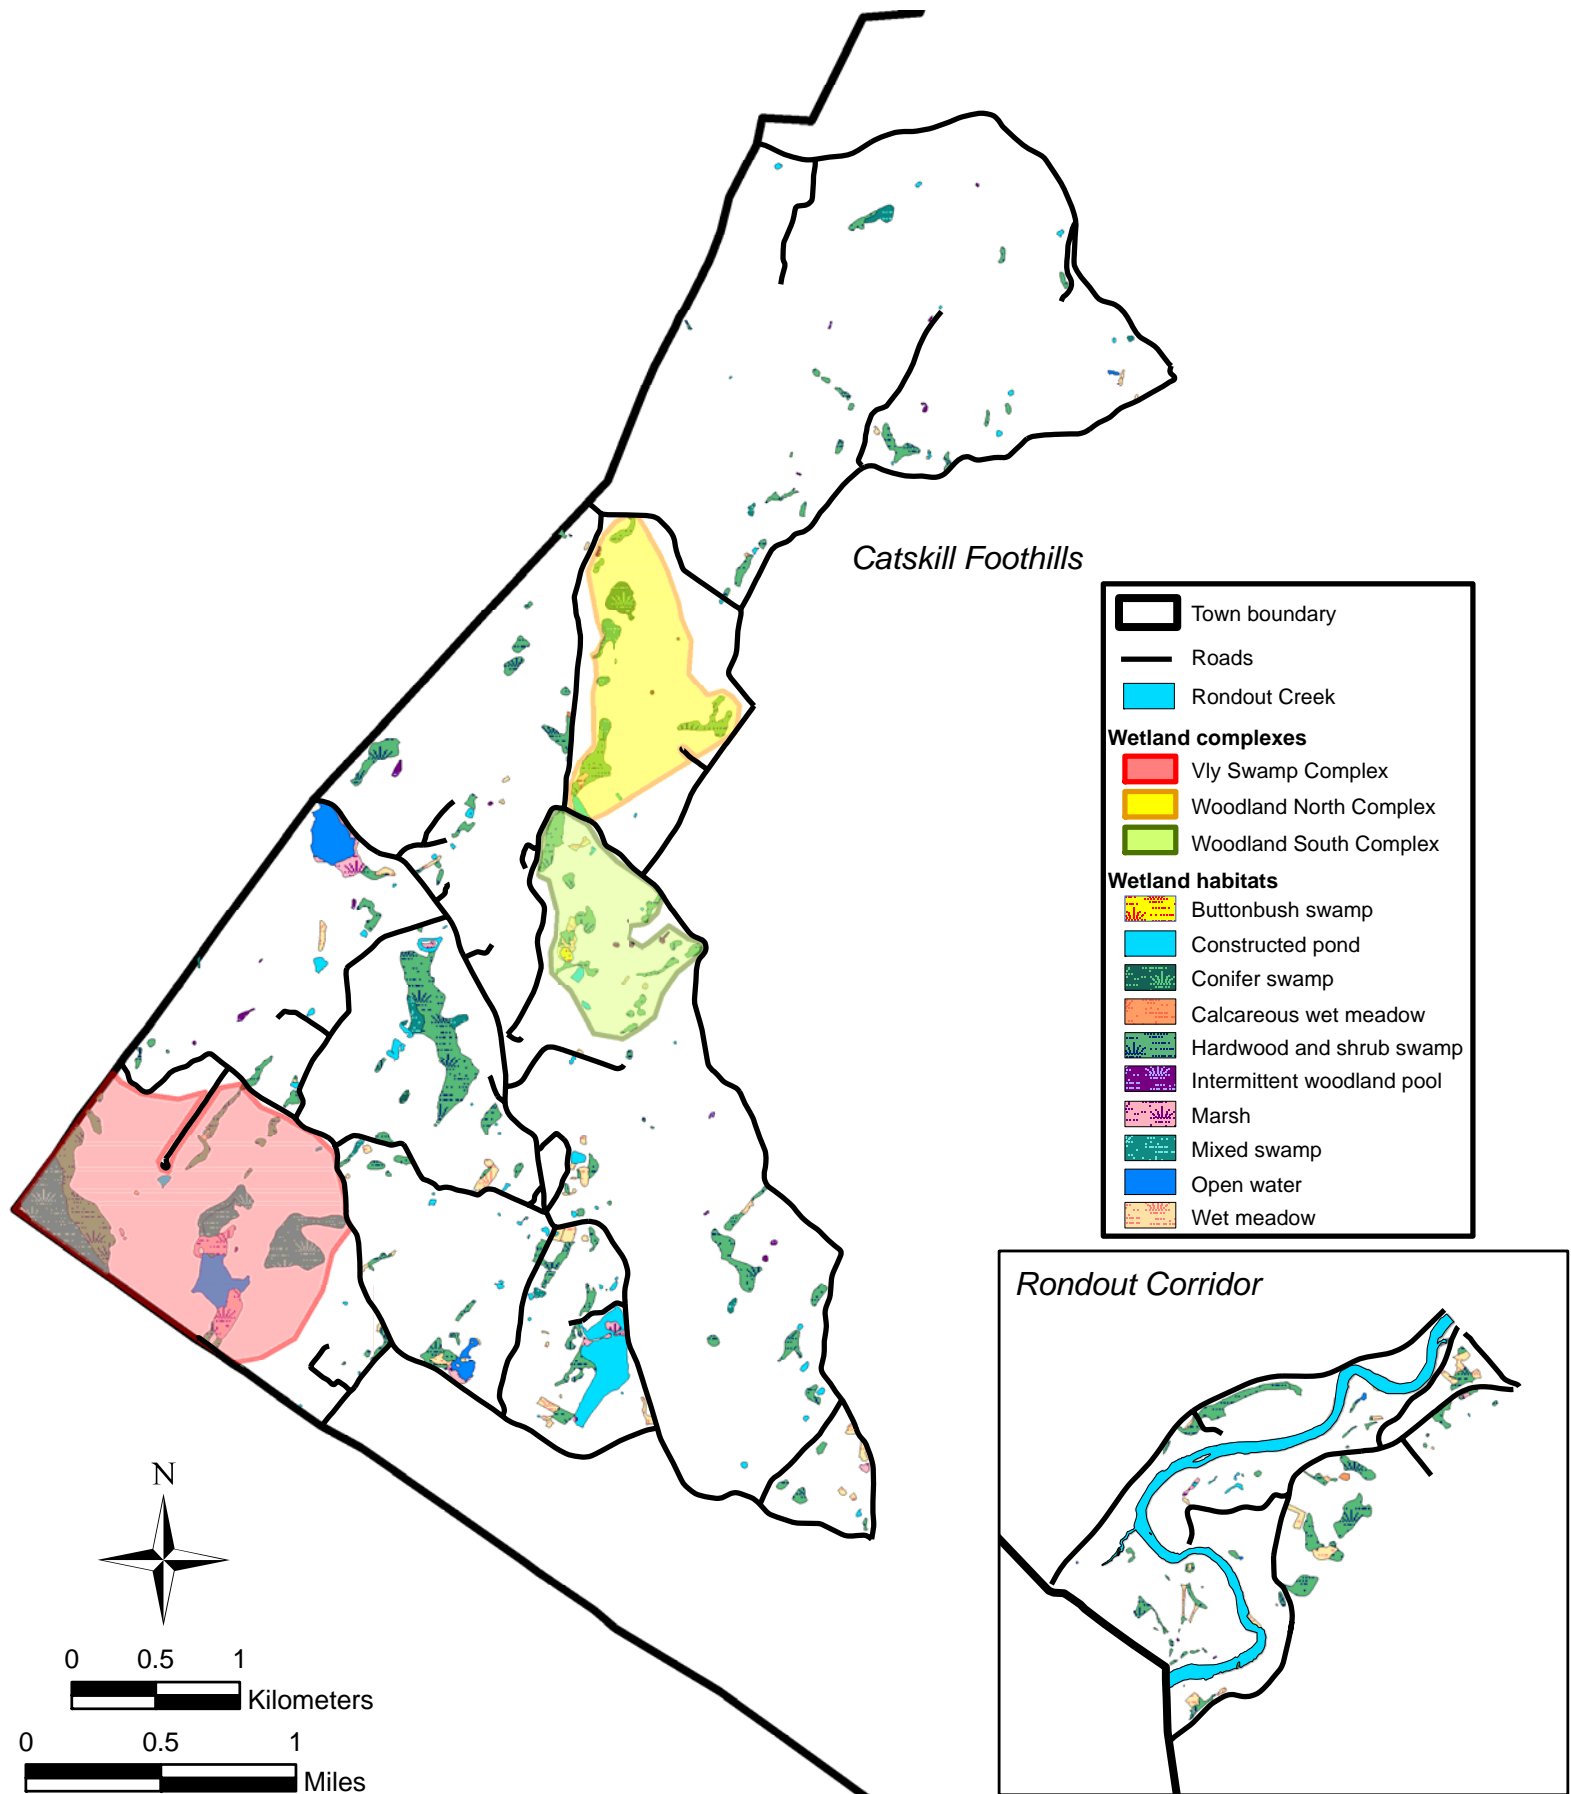 Catskill Foothills
Town boundary
Roads
Rondout Creek
Wetland complexes
Vly Swamp Complex
Woodland North Complex
Woodland South Complex
Wetland habitats
Buttonbush swamp
Constructed pond
Conifer swamp
Calcareous wet meadow
Hardwood and shrub swamp
Intermittent woodland pool
Marsh
Mixed swamp
Open water
Wet meadow
Rondout Corridor
N
0 0.5 1
Kilometers
0 0.5 1
Miles